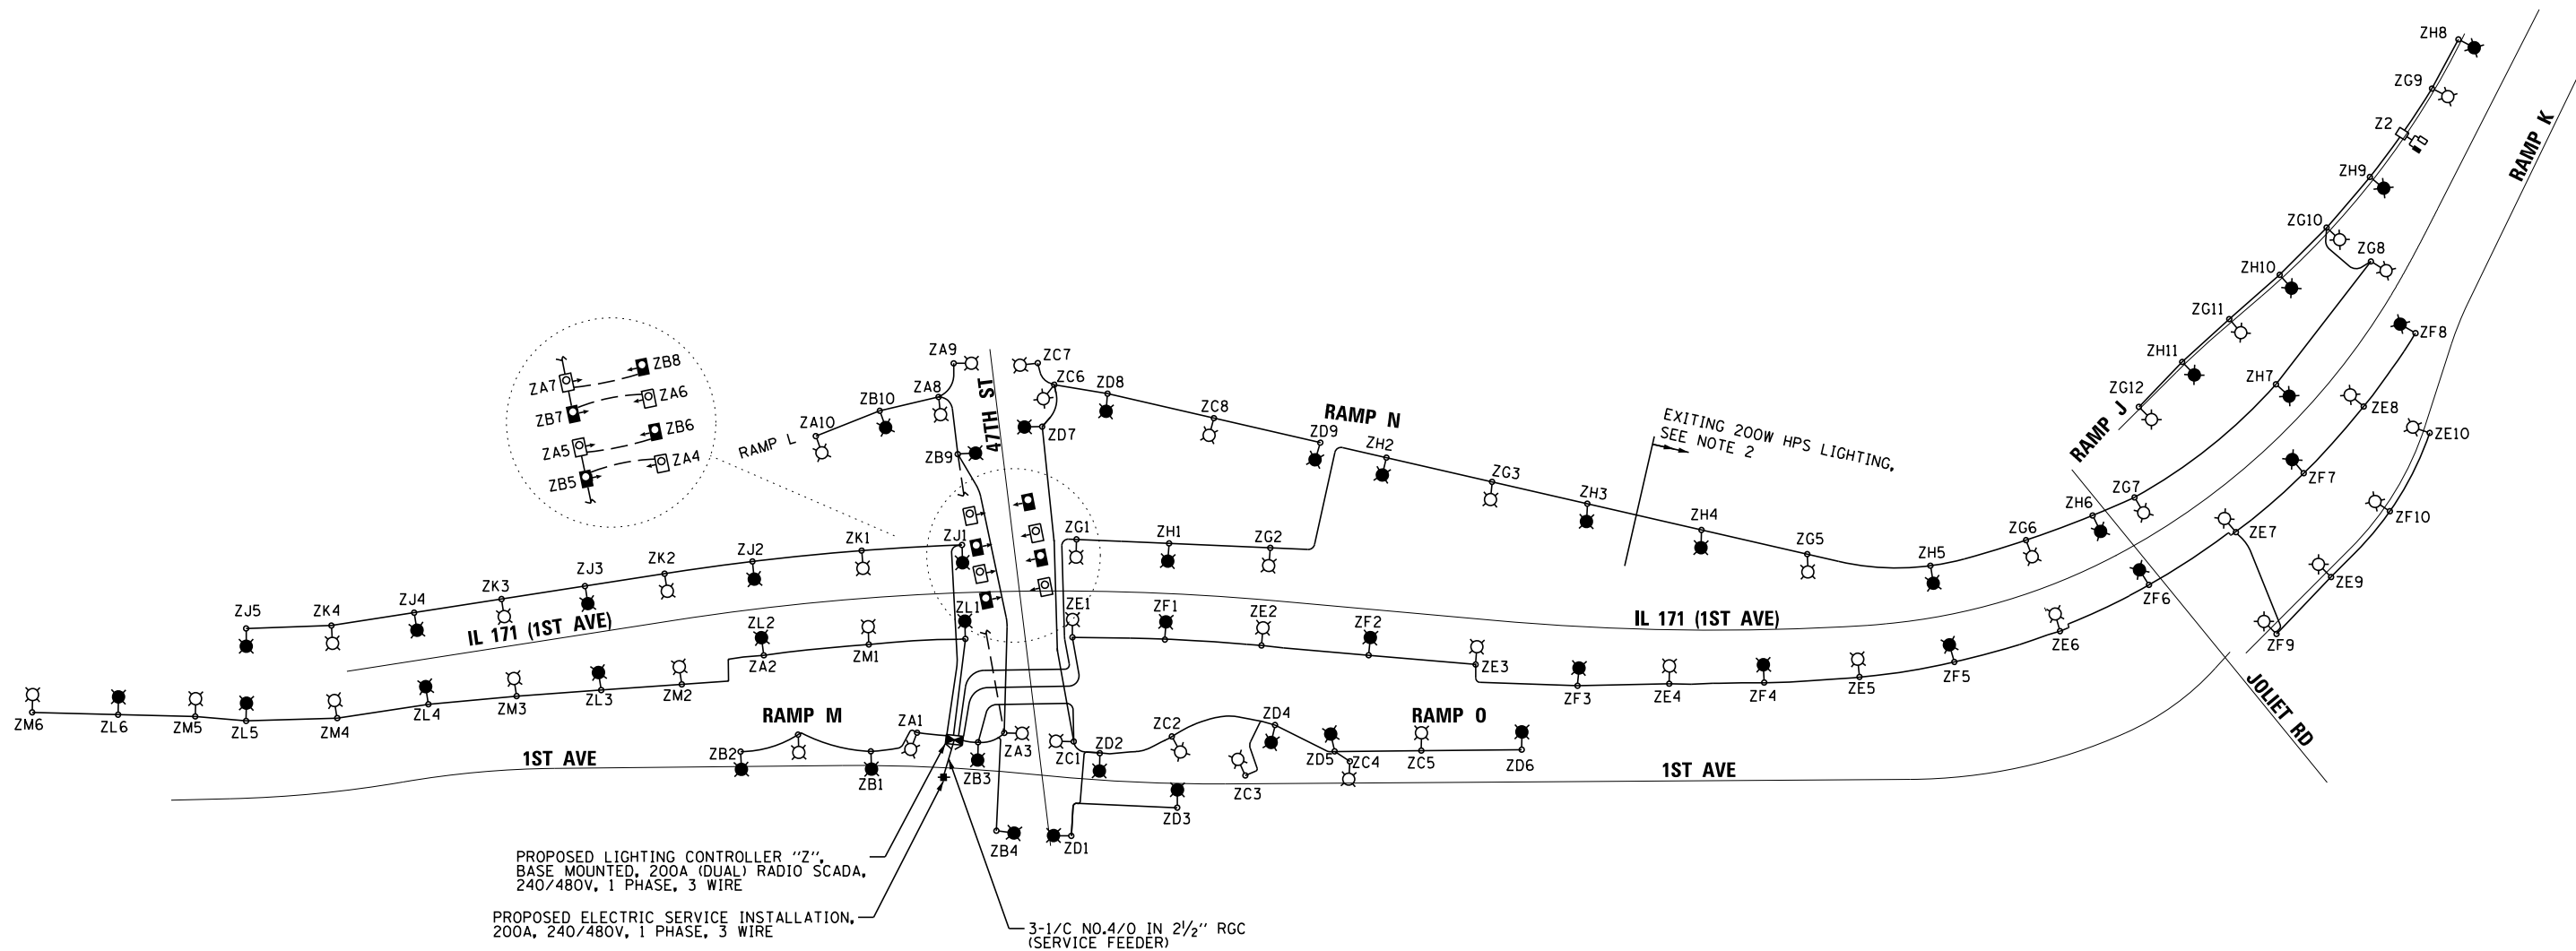 ZH8
ZG9
Z2
RAMP K
ZH9
ZG10
ZG8
ZH10
ZG11
ZF8
ZH11
ZA9
ZC7
ZB8
ZA7
ZA6
ZB7
ZB6
ZA5
ZA4
ZB5
ZA8
ZC6
ZD8
ZH7
ZG12
ZE8
ZB10
ZA10
47TH ST
ZC8
RAMP N
ZD9
EXITING 200W HPS LIGHTING,
SEE NOTE 2
RAMP J
ZE10
RAMP L
ZB9
ZD7
ZH2
ZG3
ZH3
ZF7
ZH4
ZG5
ZH5
ZG6
ZH6
ZG7
ZF10
ZJ1
ZG1
ZH1
ZG2
ZK1
ZJ2
ZK2
ZJ3
ZK3
ZJ4
ZK4
ZJ5
ZE7
ZE9
ZF6
IL 171 (1ST AVE)
ZL1
ZE1
ZF1
ZE2
ZF2
IL 171 (1ST AVE)
ZL2
ZA2
ZM1
ZE3
ZE6
ZF9
ZM6
ZL6
ZM5
ZL5
ZM4
ZL4
ZM3
ZL3
ZM2
ZF3
ZE4
ZF4
ZE5
ZF5
JOLIET RD
RAMP M
ZA1
ZC2
ZD4
RAMP O
ZB2
ZB1
ZB3
ZA3
ZC1
ZD2
ZC3
ZD5
ZC4
ZC5
ZD6
1ST AVE
1ST AVE
ZD3
ZB4
ZD1
PROPOSED LIGHTING CONTROLLER "Z",
BASE MOUNTED, 200A (DUAL) RADIO SCADA,
240/480V, 1 PHASE, 3 WIRE
PROPOSED ELECTRIC SERVICE INSTALLATION,
200A, 240/480V, 1 PHASE, 3 WIRE
3-1/C NO.4/0 IN 2½" RGC
(SERVICE FEEDER)